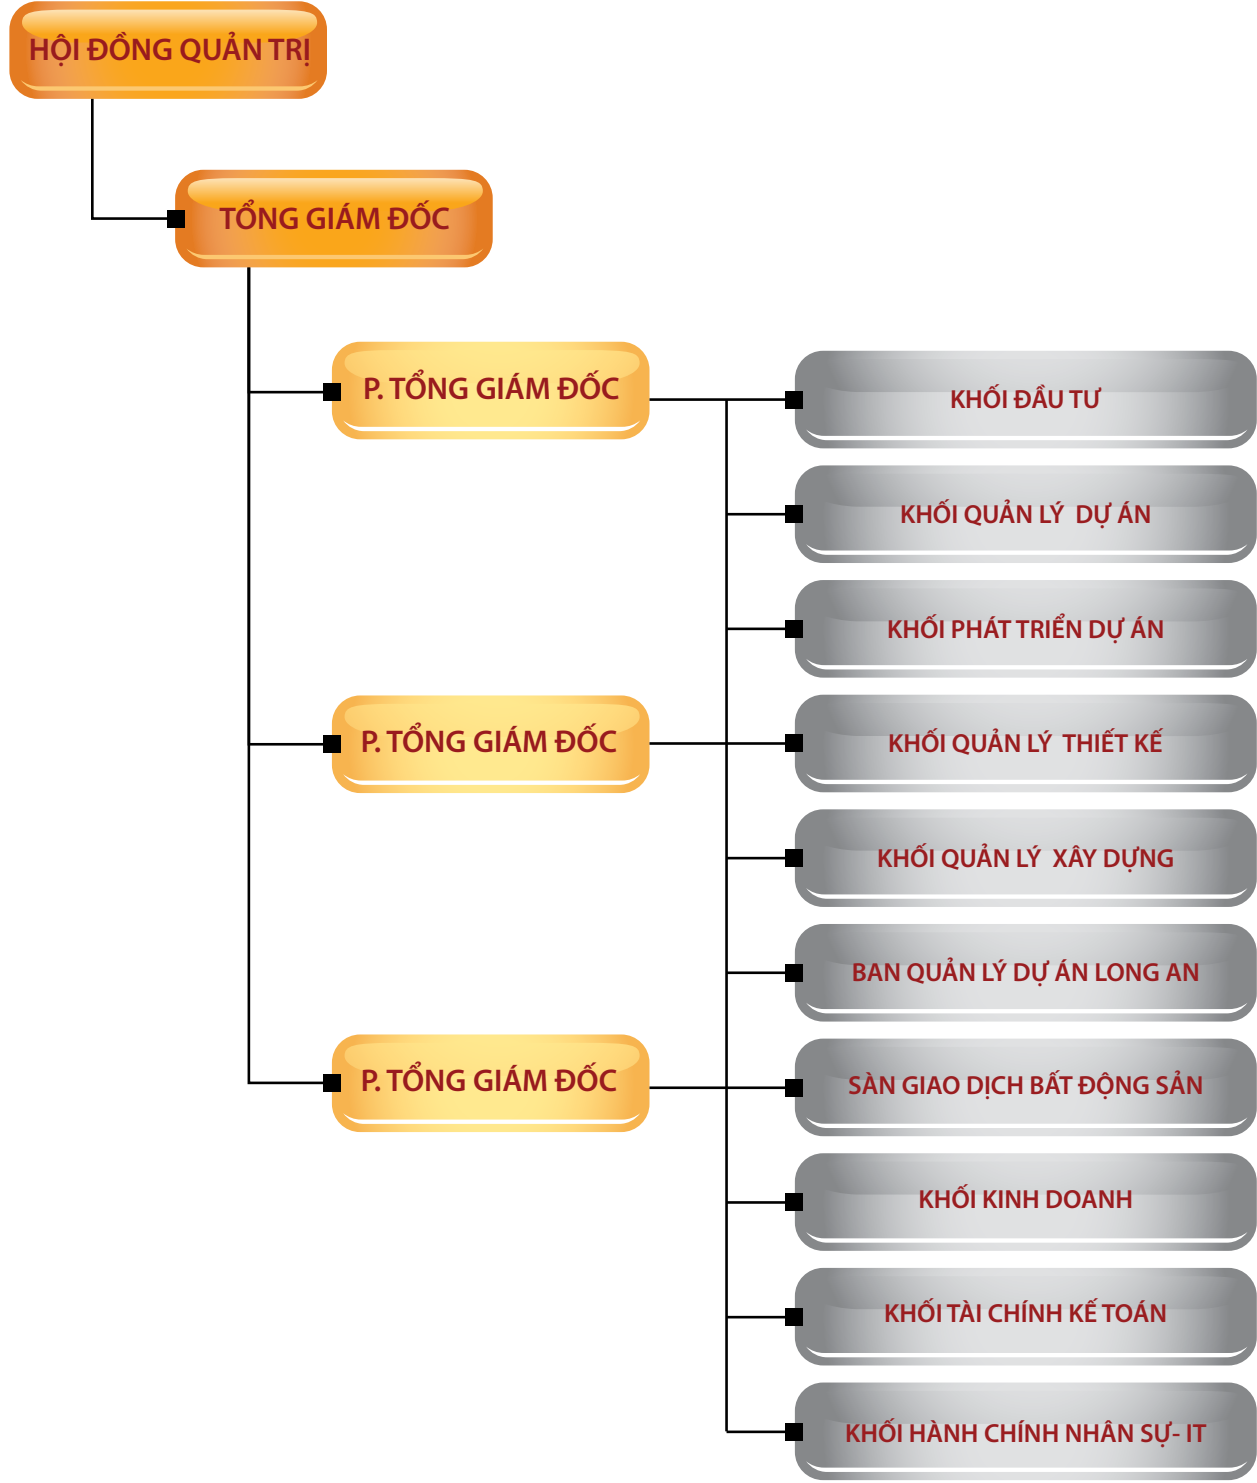 HỘI ĐỒNG QUẢN TRỊ
TỔNG GIÁM ĐỐC
P. TỔNG GIÁM ĐỐC
P. TỔNG GIÁM ĐỐC
P. TỔNG GIÁM ĐỐC
KHỐI ĐẦU TƯ
KHỐI QUẢN LÝ DỰ ÁN
KHỐI PHÁT TRIỂN DỰ ÁN
KHỐI QUẢN LÝ THIẾT KẾ
KHỐI QUẢN LÝ XÂY DỰNG
BAN QUẢN LÝ DỰ ÁN LONG AN
SÀN GIAO DỊCH BẤT ĐỘNG SẢN
KHỐI KINH DOANH
KHỐI TÀI CHÍNH KẾ TOÁN
KHỐI HÀNH CHÍNH NHÂN SỰ- IT